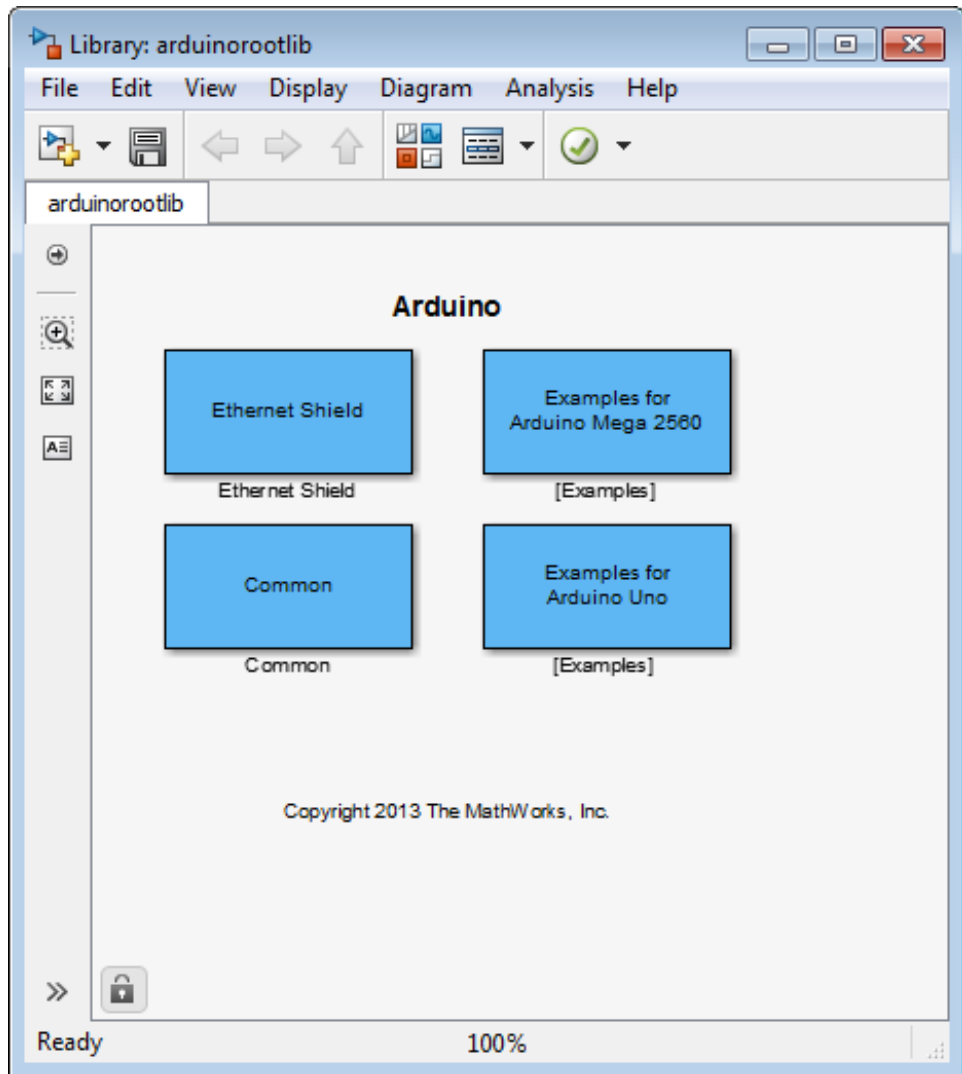 Library: arduinorootlib
File Edit View Display Diagram Analysis Help
arduinorootlib
Arduino
Ethernet Shield
Ethernet Shield
Examples for
Arduino Mega 2560
[Examples]
Common
Common
Examples for
Arduino Uno
[Examples]
Copyright 2013 The MathWorks, Inc.
Ready 100%